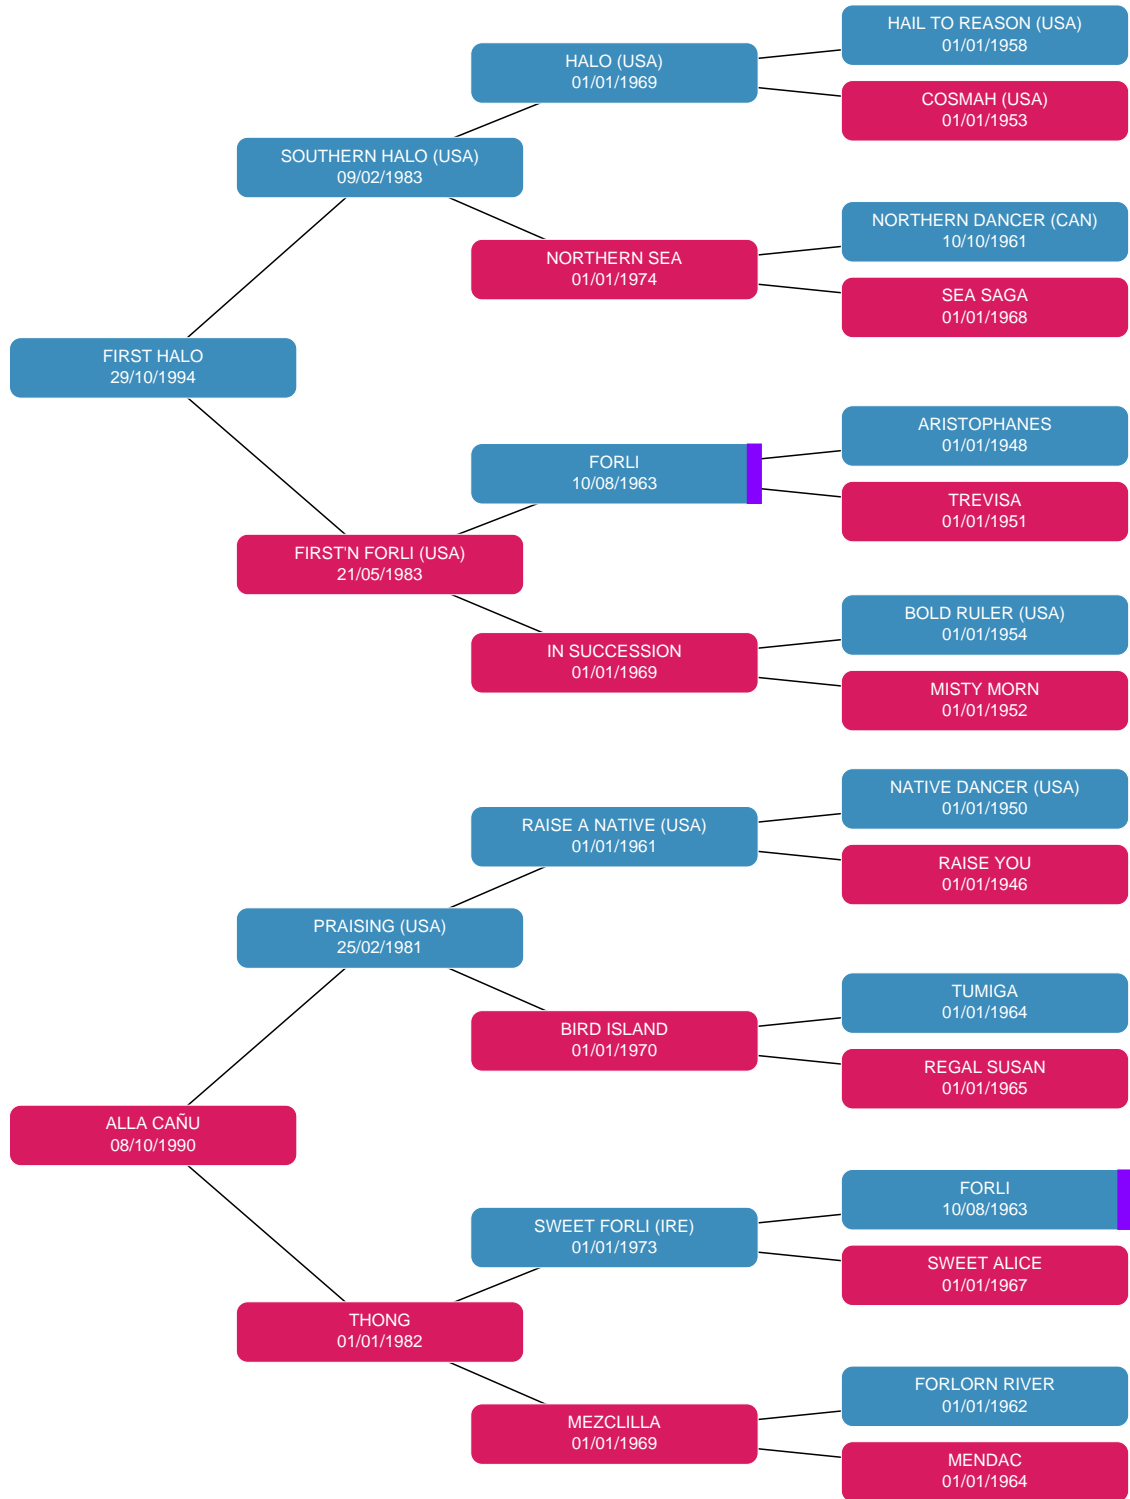 HAIL TO REASON (USA)
01/01/1958
HALO (USA)
01/01/1969
COSMAH (USA)
01/01/1953
SOUTHERN HALO (USA)
09/02/1983
NORTHERN DANCER (CAN)
10/10/1961
NORTHERN SEA
01/01/1974
SEA SAGA
01/01/1968
FIRST HALO
29/10/1994
ARISTOPHANES
01/01/1948
FORLI
10/08/1963
TREVISA
01/01/1951
FIRST'N FORLI (USA)
21/05/1983
BOLD RULER (USA)
01/01/1954
IN SUCCESSION
01/01/1969
MISTY MORN
01/01/1952
NATIVE DANCER (USA)
01/01/1950
RAISE A NATIVE (USA)
01/01/1961
RAISE YOU
01/01/1946
PRAISING (USA)
25/02/1981
TUMIGA
01/01/1964
BIRD ISLAND
01/01/1970
REGAL SUSAN
01/01/1965
ALLA CAÑU
08/10/1990
FORLI
10/08/1963
SWEET FORLI (IRE)
01/01/1973
SWEET ALICE
01/01/1967
THONG
01/01/1982
FORLORN RIVER
01/01/1962
MEZCLILLA
01/01/1969
MENDAC
01/01/1964